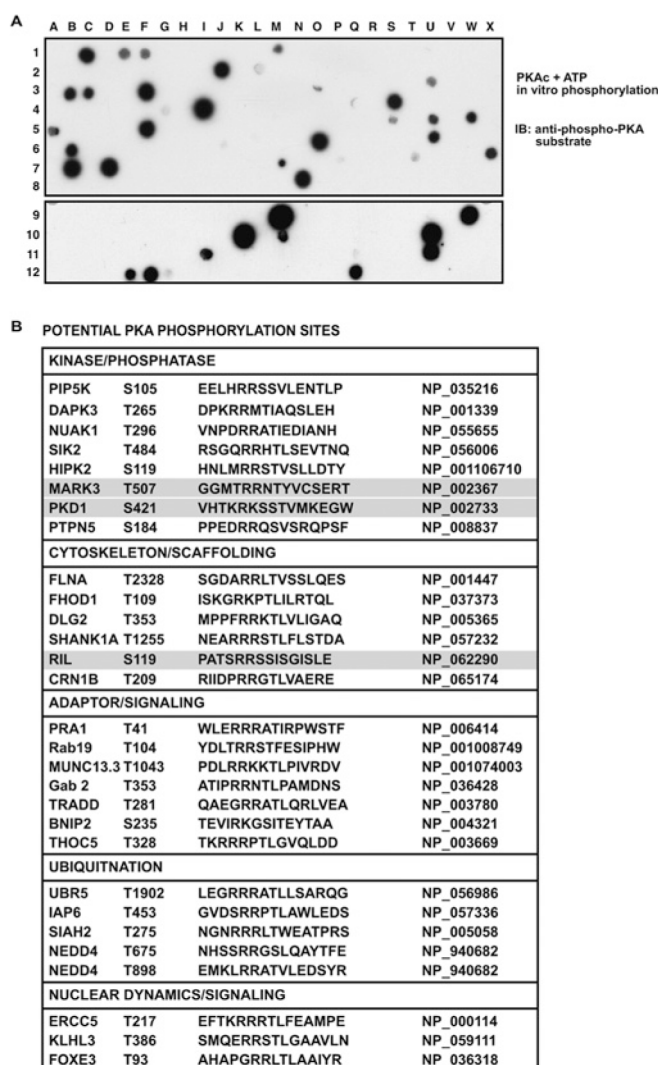 A
A B C D E F G H I J K L M N O P Q R S T U V W X
1
2
3
4
5
6
7
8
9
10
11
12
PKAc + ATP
in vitro phosphorylation
IB: anti-phospho-PKA
substrate
B POTENTIAL PKA PHOSPHORYLATION SITES
KINASE/PHOSPHATASE
PIP5K S105 EELHRRSSVLENTLP NP_035216
DAPK3 T265 DPKRRMTIAQSLEH NP_001339
NUAK1 T296 VNPDRRATIEDIANH NP_055655
SIK2 T484 RSGQRRHTLSEVTNQ NP_056006
HIPK2 S119 HNLMRRSTVSLLDTY NP_001106710
MARK3 T507 GGMTRRNTYVCSERT NP_002367
PKD1 S421 VHTKRKSSTVMKEGW NP_002733
PTPN5 S184 PPEDRRQSVSRQPSF NP_008837
CYTOSKELETON/SCAFFOLDING
FLNA T2328 SGDARRLTVSSLQES NP_001447
FHOD1 T109 ISKGRKPTLILRTQL NP_037373
DLG2 T353 MPPFRRKTLVLIGAQ NP_005365
SHANK1A T1255 NEARRRSTLFLSTDA NP_057232
RIL S119 PATSRRSSISGISLE NP_062290
CRN1B T209 RIIDPRRGTLVAERE NP_065174
ADAPTOR/SIGNALING
PRA1 T41 WLERRRATIRPWSTF NP_006414
Rab19 T104 YDLTRRSTFESIPHW NP_001008749
MUNC13.3 T1043 PDLRRKKTLPIVRDV NP_001074003
Gab 2 T353 ATIPRRNTLPAMDNS NP_036428
TRADD T281 QAEGRRATLQRLVEA NP_003780
BNIP2 S235 TEVIRKGSITEYTAA NP_004321
THOC5 T328 TKRRRPTLGVQLDD NP_003669
UBIQUITNATION
UBR5 T1902 LEGRRRATLLSARQG NP_056986
IAP6 T453 GVDSRRPTLAWLEDS NP_057336
SIAH2 T275 NGNRRRLTWEATPRS NP_005058
NEDD4 T675 NHSSRRGSLQAYTFE NP_940682
NEDD4 T898 EMKLRRATVLEDSYR NP_940682
NUCLEAR DYNAMICS/SIGNALING
ERCC5 T217 EFTKRRRTLFEAMPE NP_000114
KLHL3 T386 SMQERRSTLGAAVLN NP_059111
FOXE3 T93 AHAPGRRLTLAAIYR NP_036318